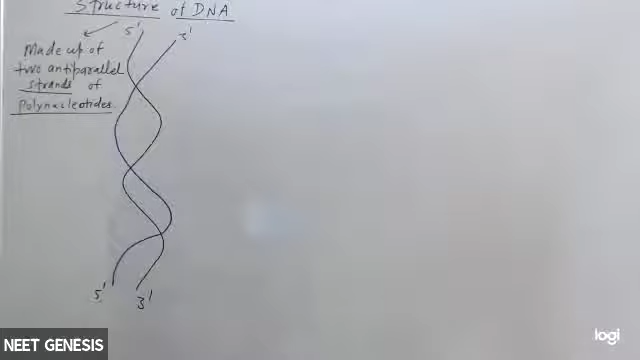 Structure of DNA
5' 3'
Made up of
two antiparallel
strands of
Polynucleotides.
5' 3'
NEET GENESIS
logi